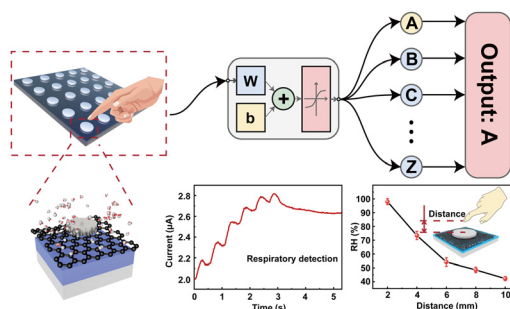 W
b
+
A
B
C
Z
Output: A
Current (μA)
2.8
2.6
2.4
2.2
2.0
Respiratory detection
0 1 2 3 4 5
Time (s)
RH (%)
100
90
80
70
60
50
40
Distance
2 4 6 8 10
Distance (mm)